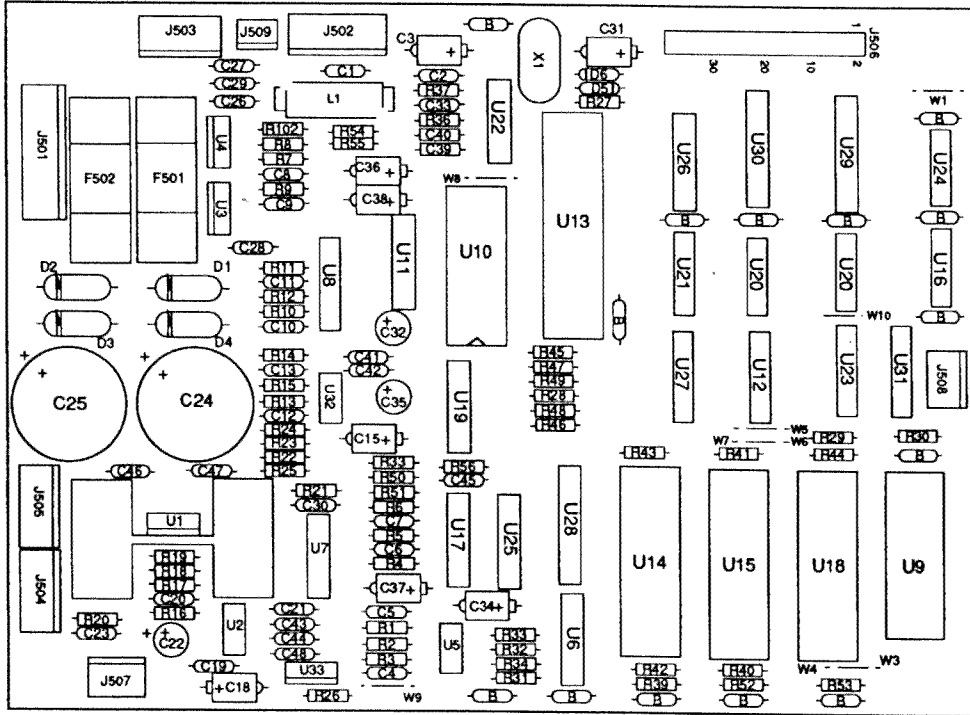 J503
J509
J502
C3
B
X1
C31
J506
1
2
10
20
30
C27
C29
C26
C1
L1
C2
R37
C33
R36
C40
C39
U22
D6
D51
R27
W1
B
J501
F502
F501
U4
U3
R102
R8
R7
C8
R9
C9
R54
R55
C36
C38
W8
U13
U26
U30
U29
U24
B
B
B
B
C28
U8
U11
U10
U21
U20
U20
U16
D2
D1
D3
D4
R11
C11
R12
R10
C10
C32
B
W10
B
C25
C24
R14
C13
R15
R13
C12
R24
R23
R22
R25
C41
C42
U32
C35
C15
U19
R45
R47
R49
R28
R48
R46
U27
U12
U23
U31
J508
W5
W7
W6
R29
R30
R43
R41
R44
B
C46
C47
J505
J504
U1
R21
C30
U7
R33
R50
R51
R6
C7
R5
C6
R4
R56
C45
U17
U25
U28
U14
U15
U18
U9
R19
R18
R17
C20
R16
R20
C23
C22
U2
C21
C43
C44
C48
U33
C37
C5
R1
R2
R3
C4
C34
U5
R33
R32
R34
R31
U6
J507
C19
C18
R26
W9
B
B
R42
R39
B
R40
R52
B
W4
W3
R53
B